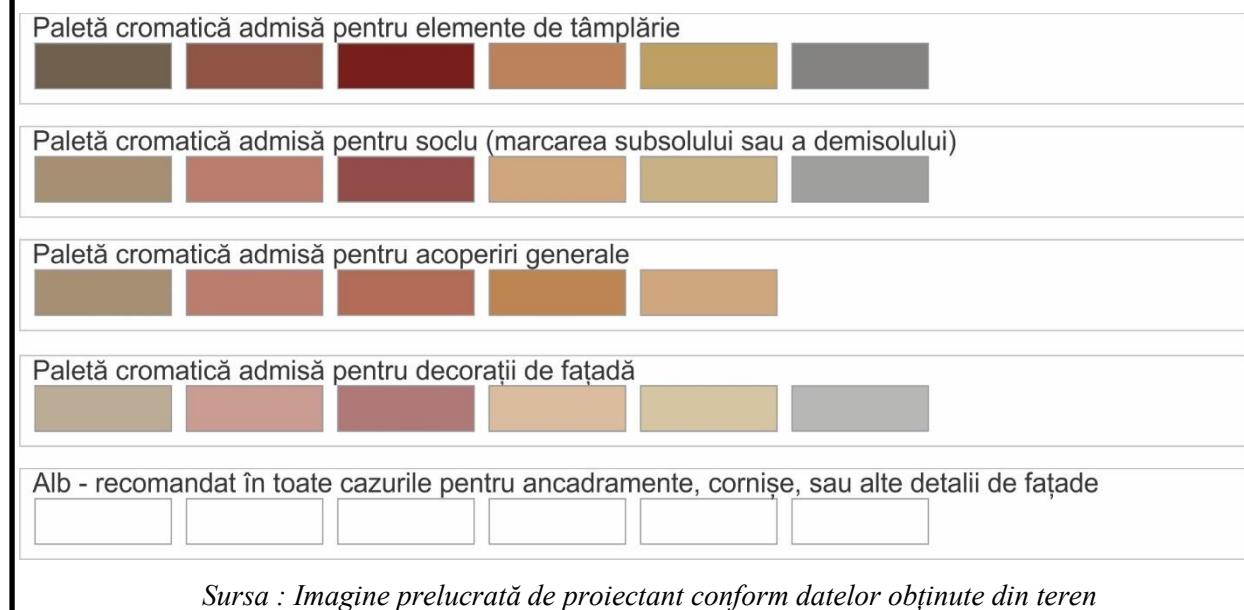 Paletă cromatică admisă pentru elemente de tâmplărie
Paletă cromatică admisă pentru soclu (marcarea subsolului sau a demisolului)
Paletă cromatică admisă pentru acoperiri generale
Paletă cromatică admisă pentru decorații de fațadă
Alb - recomandat în toate cazurile pentru ancadramente, cornișe, sau alte detalii de fațade
Sursa : Imagine prelucrată de proiectant conform datelor obținute din teren